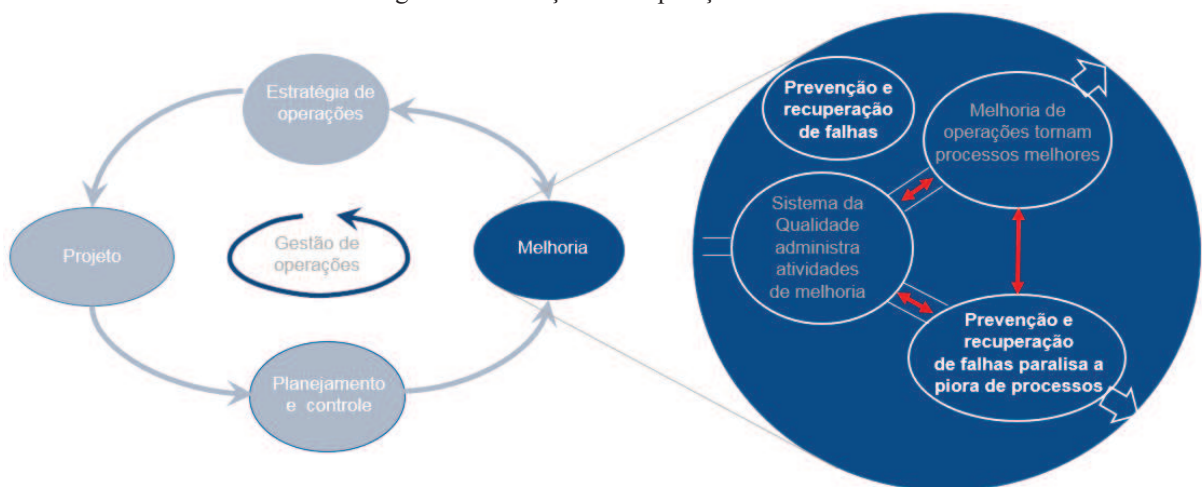 Estratégia de
operações
Projeto
Gestão de
operações
Melhoria
Planejamento
e controle
Prevenção e
recuperação
de falhas
Melhoria de
operações tornam
processos melhores
Sistema da
Qualidade
administra
atividades
de melhoria
Prevenção e
recuperação
de falhas paralisa a
piora de processos